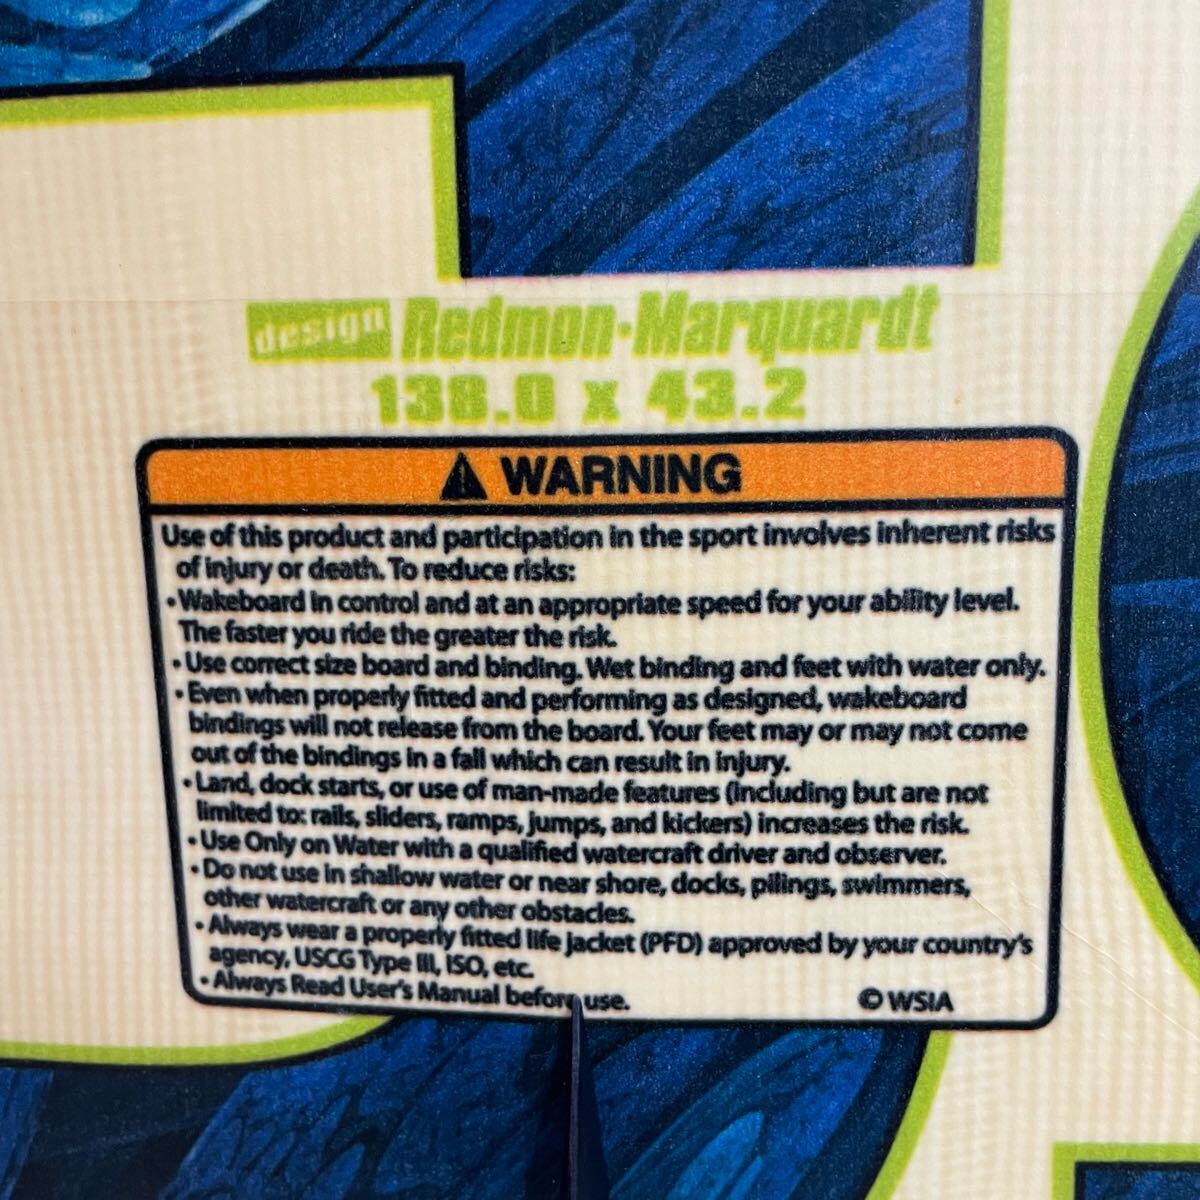 design Redmon·Marquardt
138.0 x 43.2
WARNING
Use of this product and participation in the sport involves inherent risks
of injury or death. To reduce risks:
•Wakeboard in control and at an appropriate speed for your ability level.
The faster you ride the greater the risk.
•Use correct size board and binding. Wet binding and feet with water only.
•Even when properly fitted and performing as designed, wakeboard
bindings will not release from the board. Your feet may or may not come
out of the bindings in a fall which can result in injury.
•Land, dock starts, or use of man-made features (including but are not
limited to: rails, sliders, ramps, jumps, and kickers) increases the risk.
•Use Only on Water with a qualified watercraft driver and observer.
•Do not use in shallow water or near shore, docks, pilings, swimmers,
other watercraft or any other obstacles.
•Always wear a properly fitted life jacket (PFD) approved by your country's
agency, USCG Type III, ISO, etc.
•Always Read User's Manual before use.
© WSIA